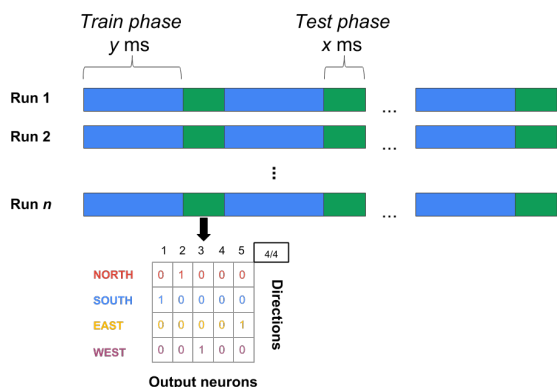 Train phase
y ms
Test phase
x ms
Run 1
...
Run 2
...
...
Run n
...
1 2 3 4 5 4/4
NORTH 0 1 0 0 0
SOUTH 1 0 0 0 0
EAST 0 0 0 0 1
WEST 0 0 1 0 0
Directions
Output neurons